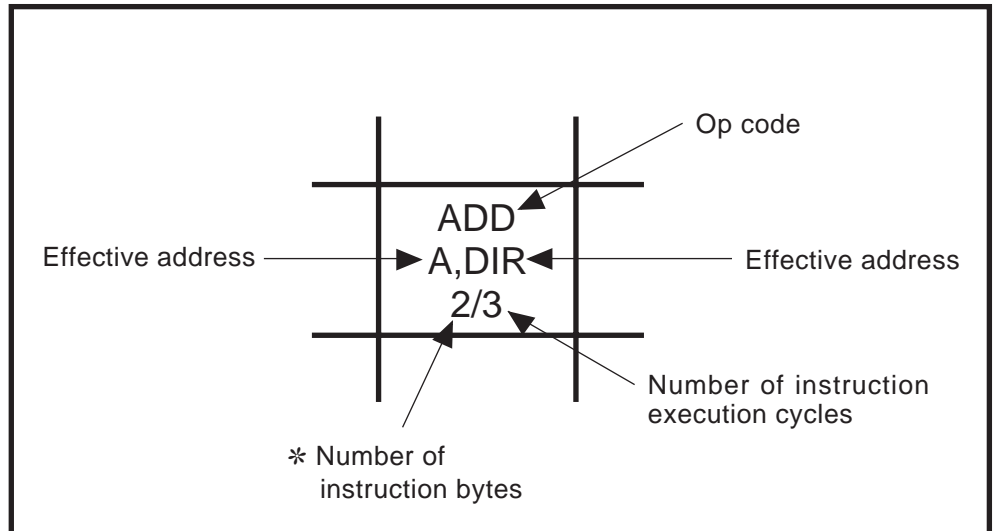 Op code
ADD
Effective address
A,DIR
Effective address
2/3
Number of instruction
execution cycles
✼ Number of
instruction bytes